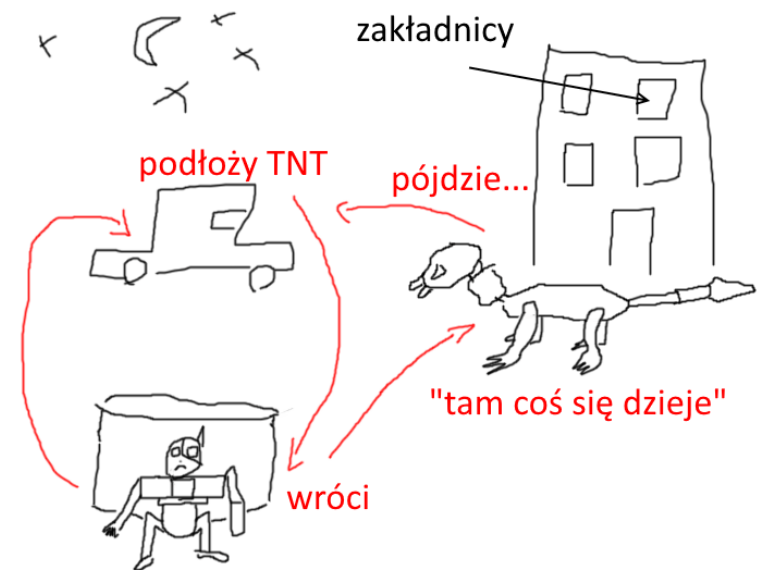 zakładnicy
podłoży TNT
pójdzie...
"tam coś się dzieje"
wróci